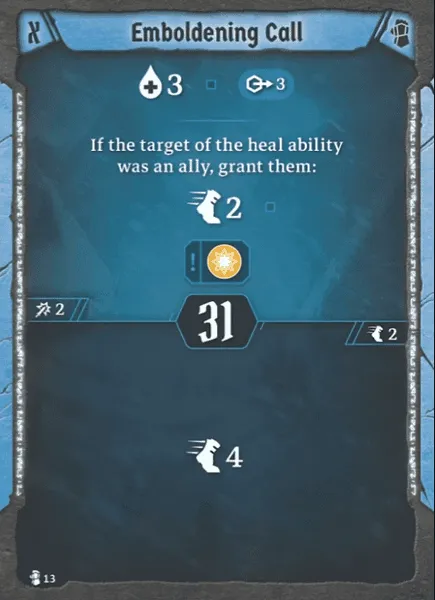 X Emboldening Call
3 3
If the target of the heal ability
was an ally, grant them:
2
!
31
2
2
4
13